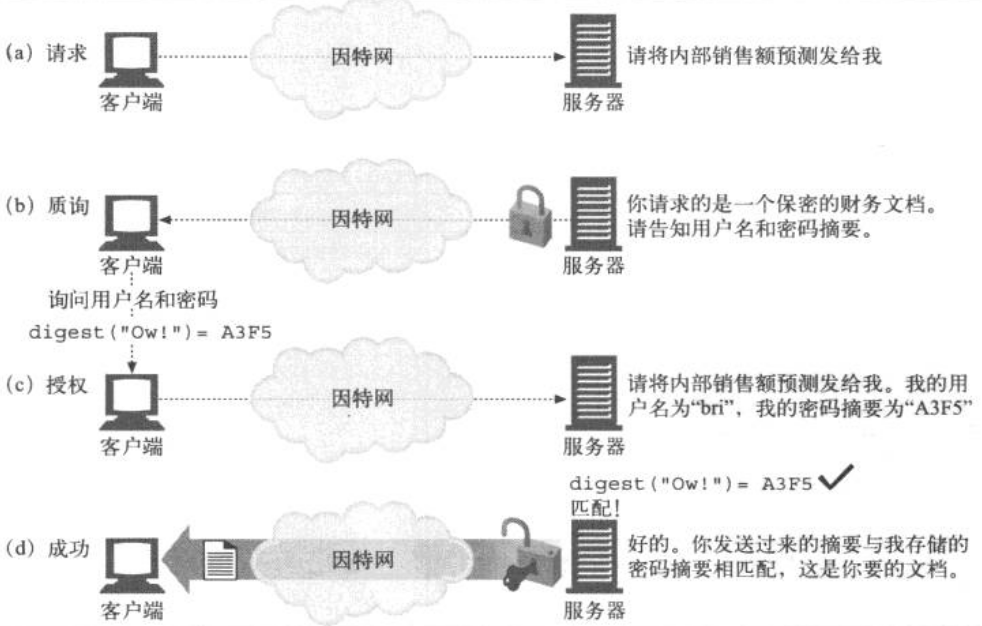 (a) 请求
因特网
请将内部销售额预测发给我
客户端
服务器
(b) 质询
因特网
你请求的是一个保密的财务文档。
请告知用户名和密码摘要。
客户端
服务器
询问用户名和密码
digest("Ow!")= A3F5
(c) 授权
因特网
请将内部销售额预测发给我。我的用
户名为“bri”，我的密码摘要为“A3F5”
客户端
服务器
digest("Ow!")= A3F5
匹配！
(d) 成功
因特网
好的。你发送过来的摘要与我存储的
密码摘要相匹配，这是你要的文档。
客户端
服务器